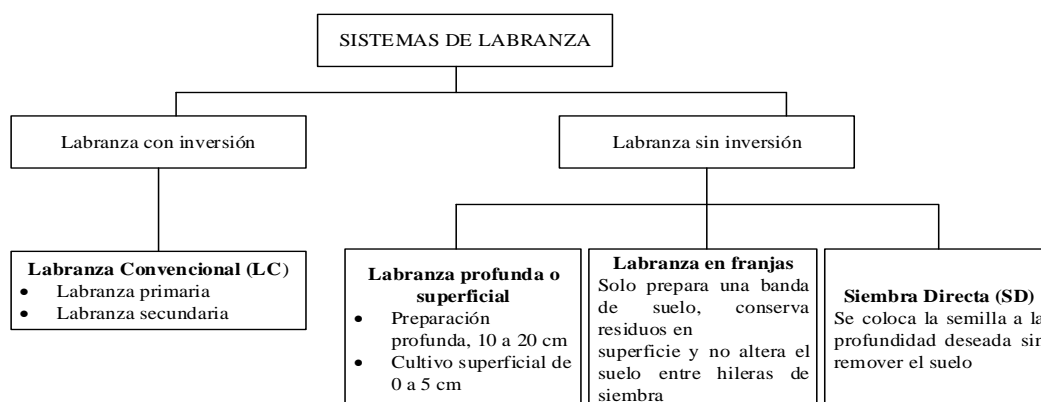 SISTEMAS DE LABRANZA
Labranza con inversión
Labranza sin inversión
Labranza Convencional (LC)
• Labranza primaria
• Labranza secundaria
Labranza profunda o
superficial
• Preparación
profunda, 10 a 20 cm
• Cultivo superficial de
0 a 5 cm
Labranza en franjas
Solo prepara una banda
de suelo, conserva
residuos en
superficie y no altera el
suelo entre hileras de
siembra
Siembra Directa (SD)
Se coloca la semilla a la
profundidad deseada sin
remover el suelo